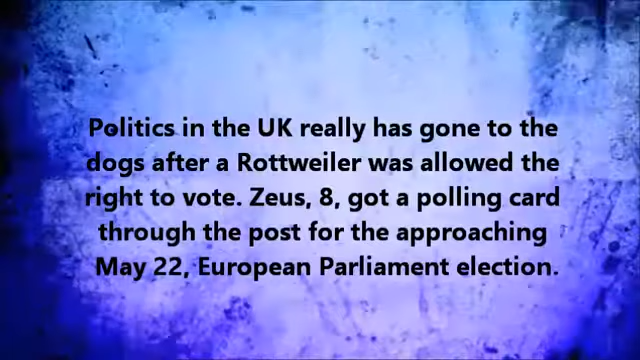 Politics in the UK really has gone to the
dogs after a Rottweiler was allowed the
right to vote. Zeus, 8, got a polling card
through the post for the approaching
May 22, European Parliament election.